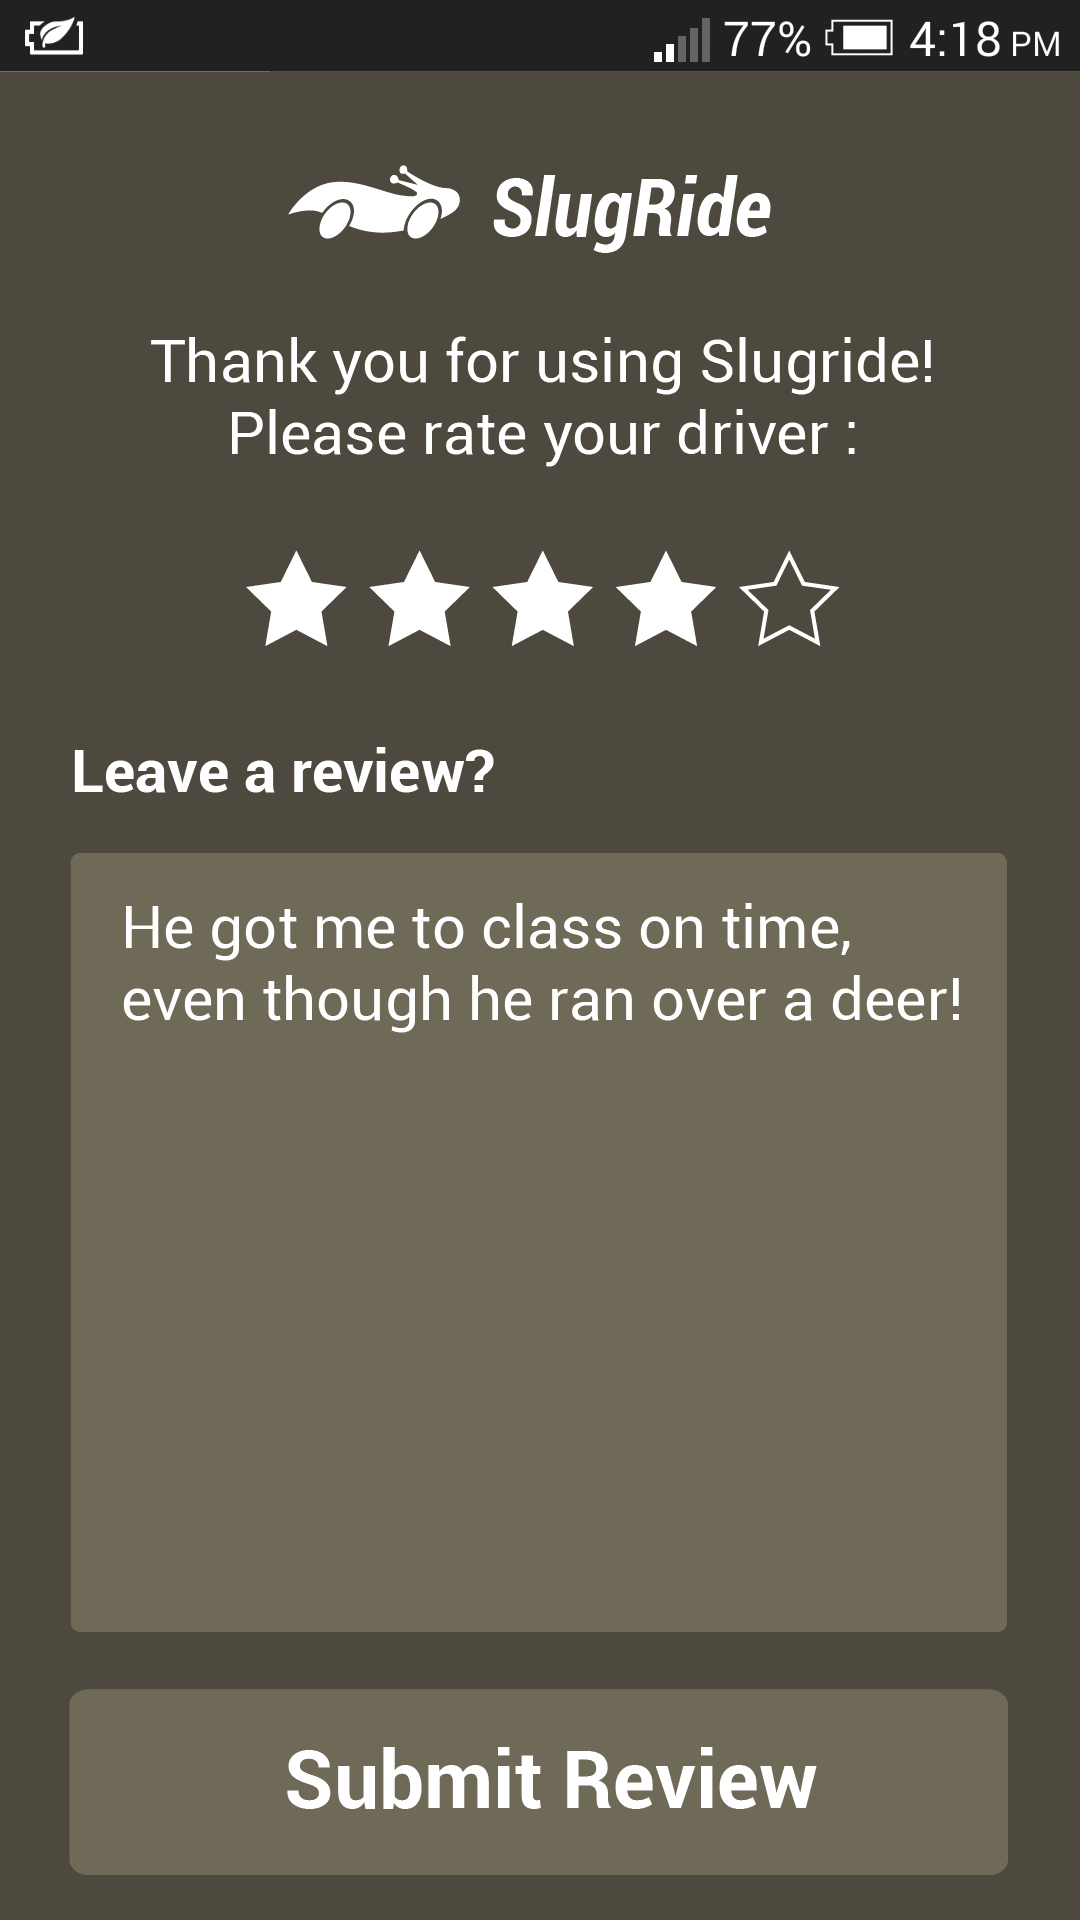 77% 4:18 PM
SlugRide
Thank you for using Slugride!
Please rate your driver :
Leave a review?
He got me to class on time,
even though he ran over a deer!
Submit Review